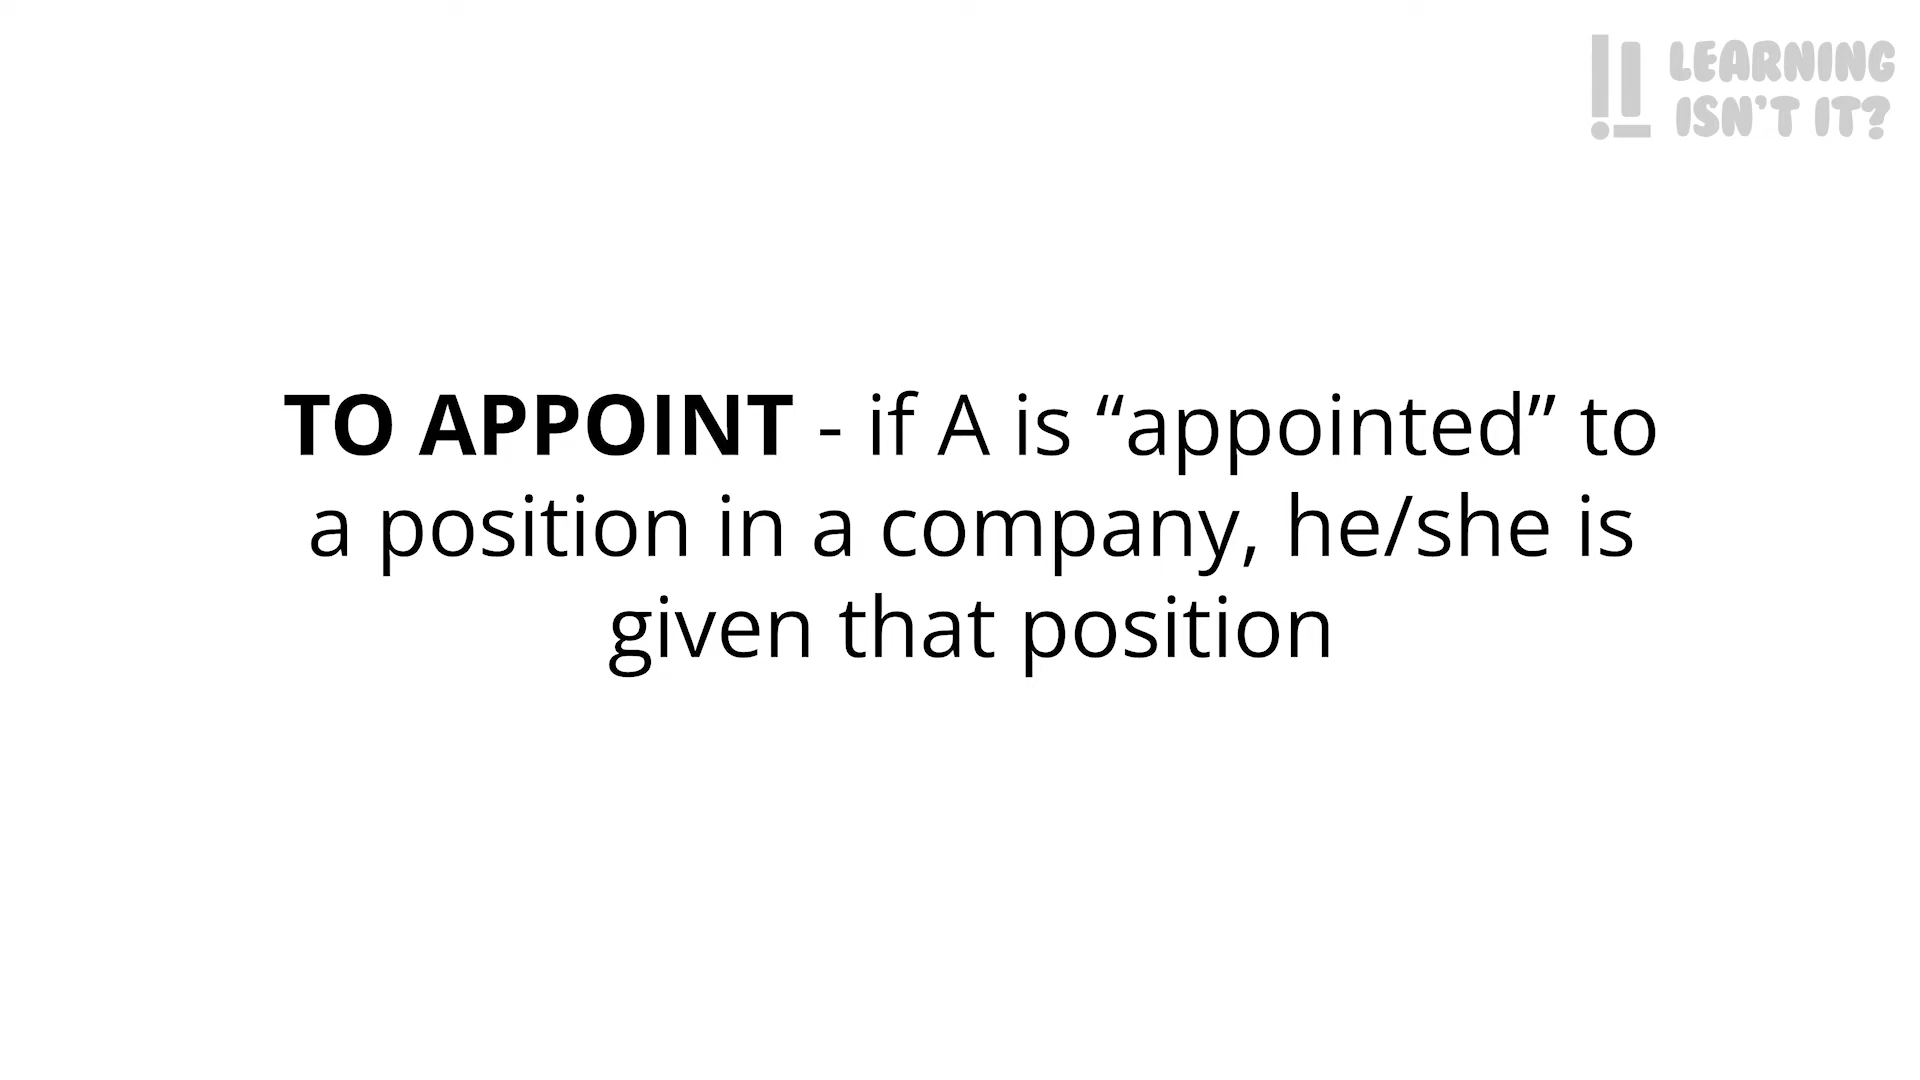 LEARNING
ISN'T IT?
TO APPOINT - if A is “appointed” to
a position in a company, he/she is
given that position